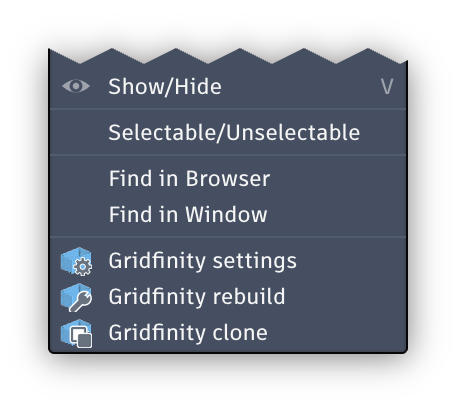 Show/Hide V
Selectable/Unselectable
Find in Browser
Find in Window
Gridfinity settings
Gridfinity rebuild
Gridfinity clone